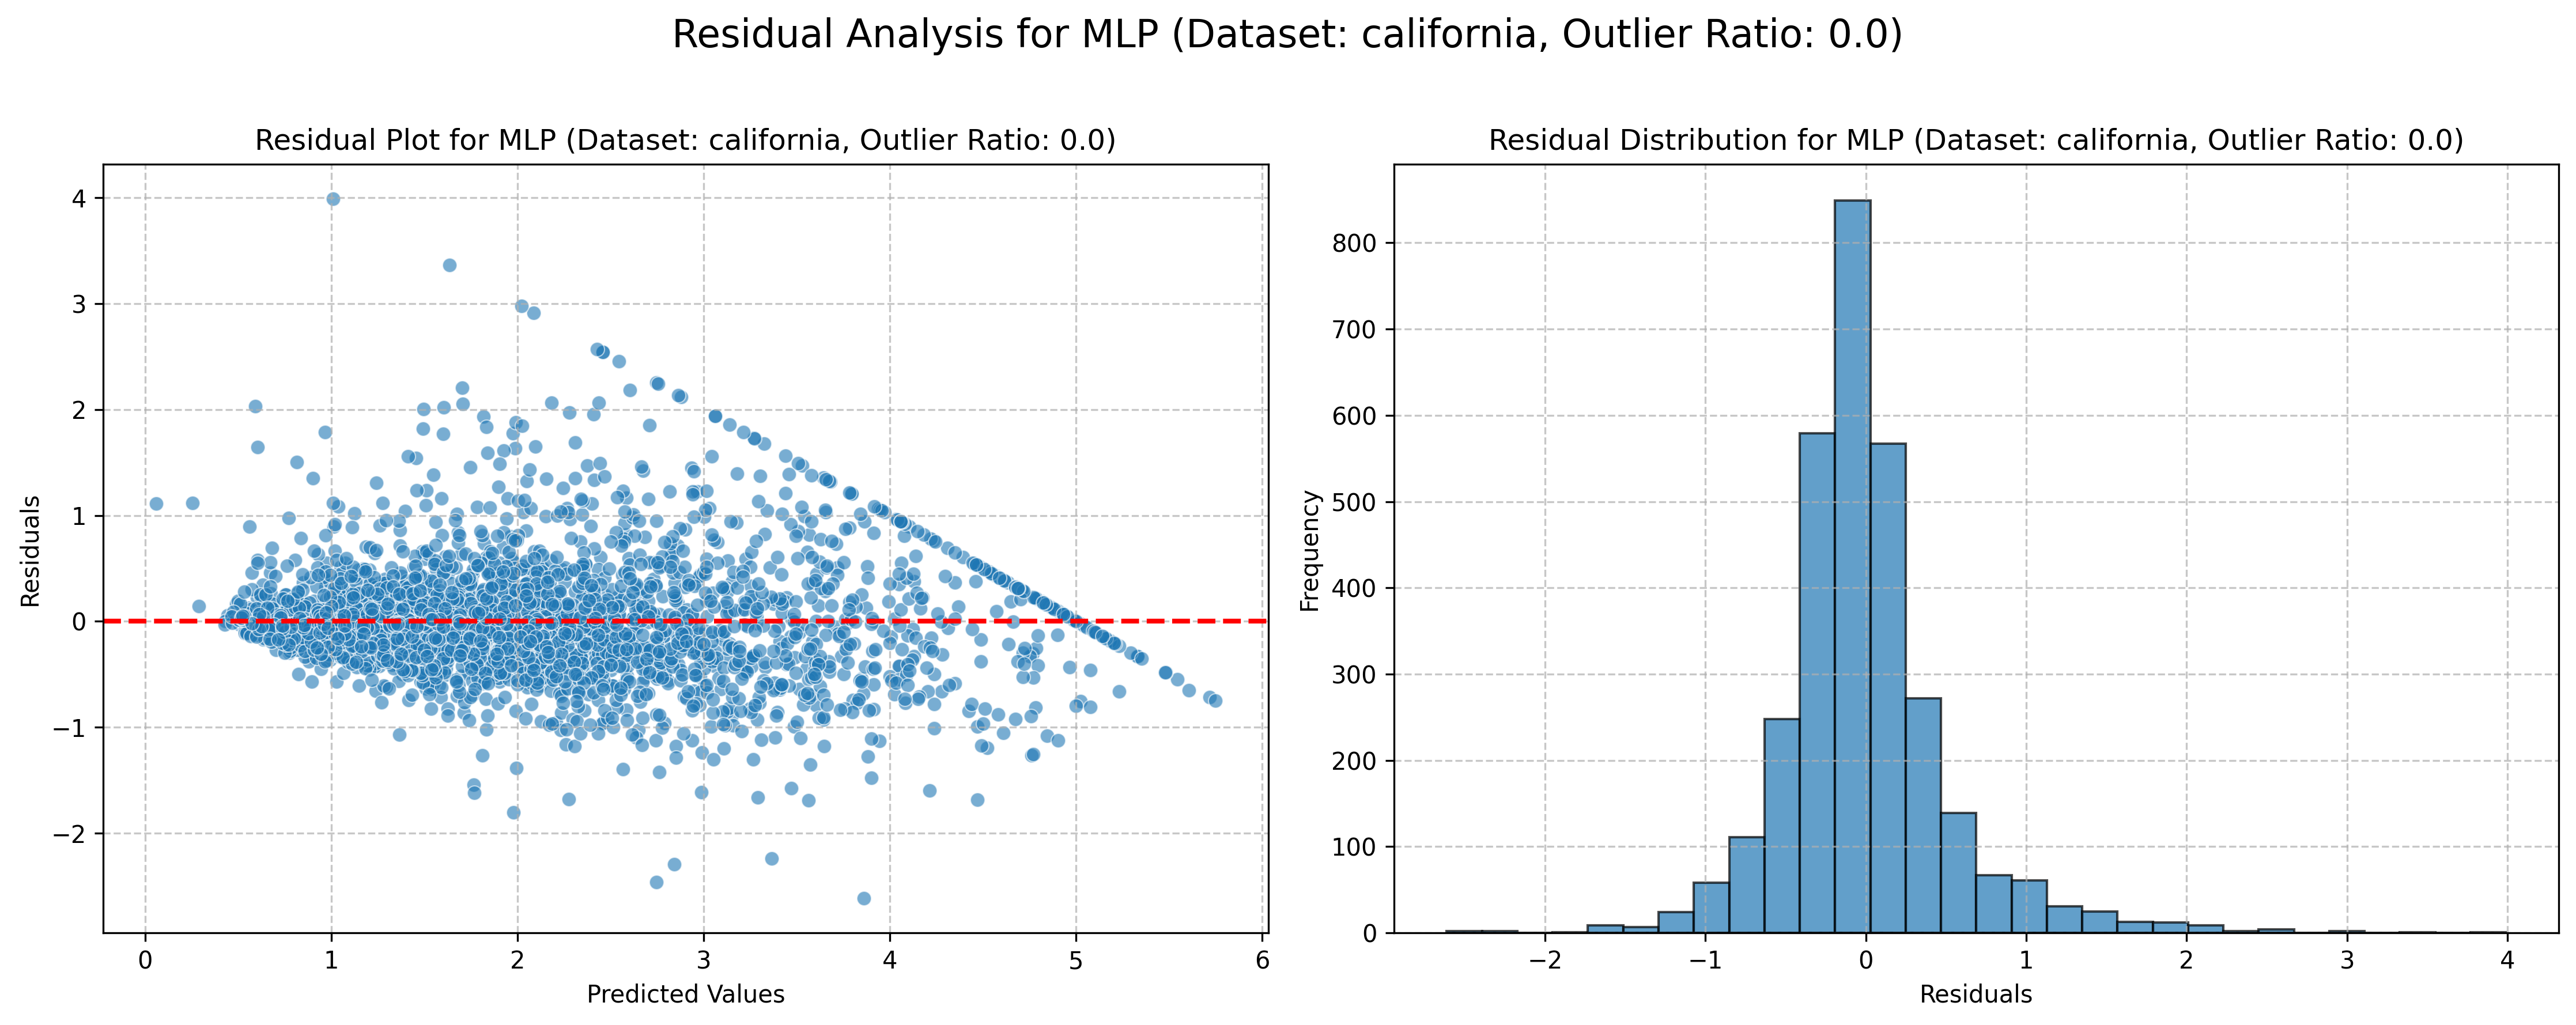 Residual Analysis for MLP (Dataset: california, Outlier Ratio: 0.0)
Residual Plot for MLP (Dataset: california, Outlier Ratio: 0.0)
4
3
2
1
0
−1
−2
Residuals
0 1 2 3 4 5 6
Predicted Values
Residual Distribution for MLP (Dataset: california, Outlier Ratio: 0.0)
800
700
600
500
400
300
200
100
0
Frequency
−2 −1 0 1 2 3 4
Residuals